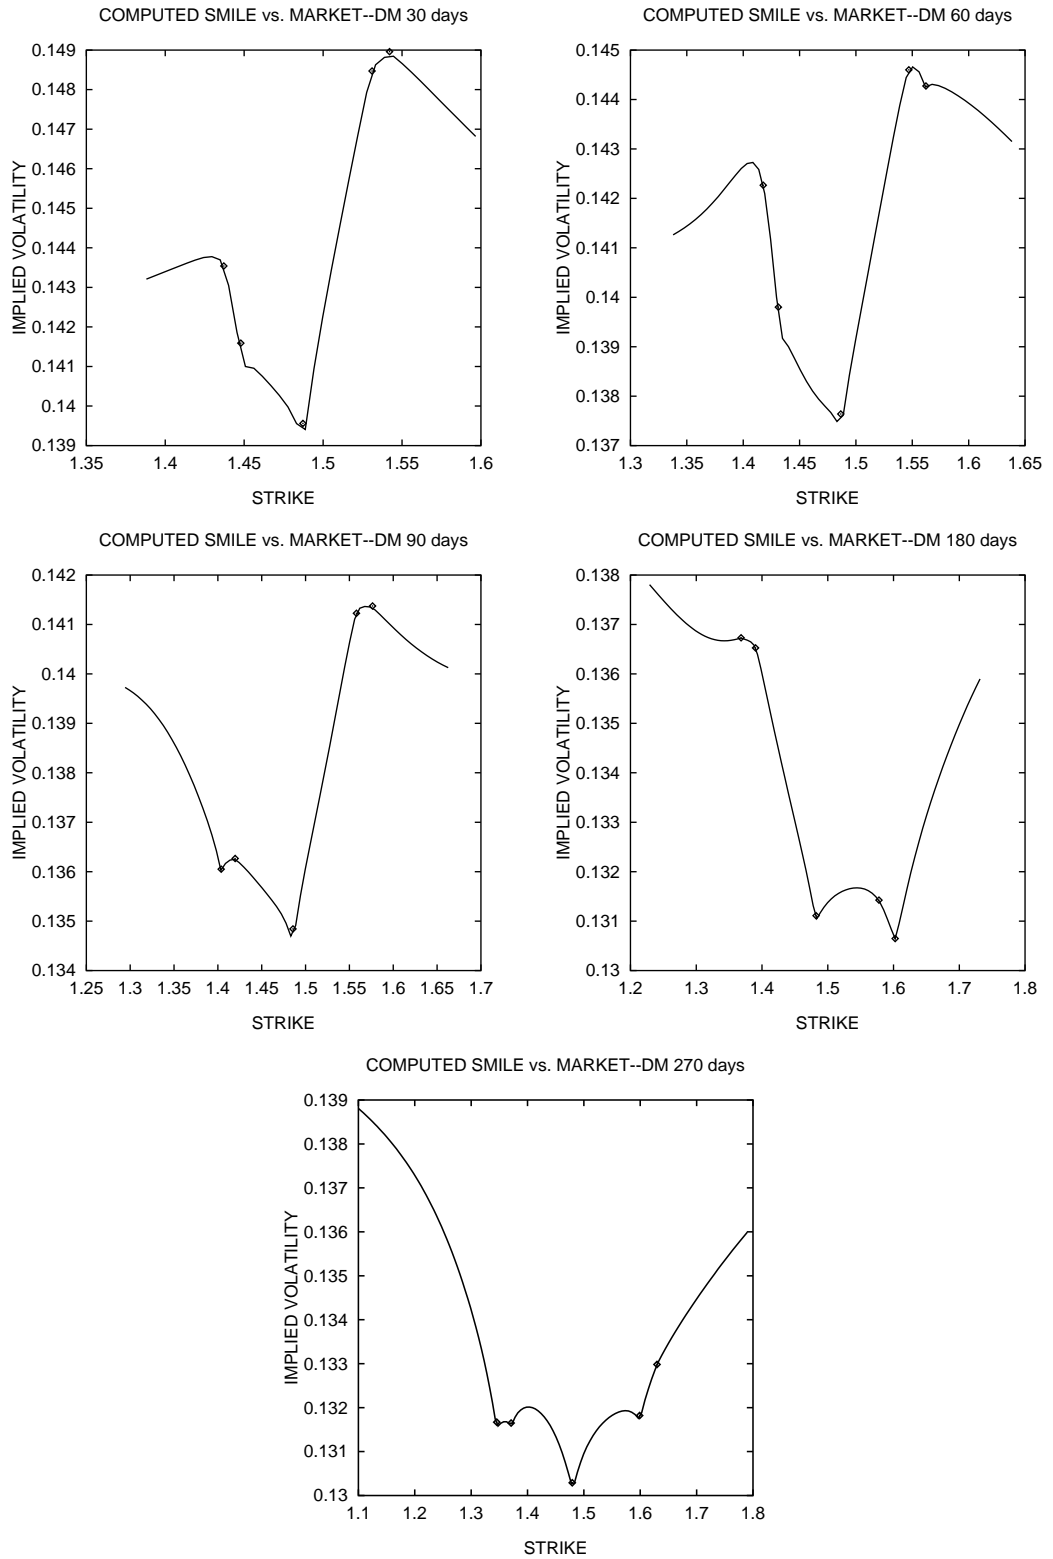 COMPUTED SMILE vs. MARKET--DM 30 days
0.149
0.148
0.147
0.146
0.145
0.144
0.143
0.142
0.141
0.14
0.139
IMPLIED VOLATILITY
1.35 1.4 1.45 1.5 1.55 1.6
STRIKE
COMPUTED SMILE vs. MARKET--DM 60 days
0.145
0.144
0.143
0.142
0.141
0.14
0.139
0.138
0.137
IMPLIED VOLATILITY
1.3 1.35 1.4 1.45 1.5 1.55 1.6 1.65
STRIKE
COMPUTED SMILE vs. MARKET--DM 90 days
0.142
0.141
0.14
0.139
0.138
0.137
0.136
0.135
0.134
IMPLIED VOLATILITY
1.25 1.3 1.35 1.4 1.45 1.5 1.55 1.6 1.65 1.7
STRIKE
COMPUTED SMILE vs. MARKET--DM 180 days
0.138
0.137
0.136
0.135
0.134
0.133
0.132
0.131
0.13
IMPLIED VOLATILITY
1.2 1.3 1.4 1.5 1.6 1.7 1.8
STRIKE
COMPUTED SMILE vs. MARKET--DM 270 days
0.139
0.138
0.137
0.136
0.135
0.134
0.133
0.132
0.131
0.13
IMPLIED VOLATILITY
1.1 1.2 1.3 1.4 1.5 1.6 1.7 1.8
STRIKE